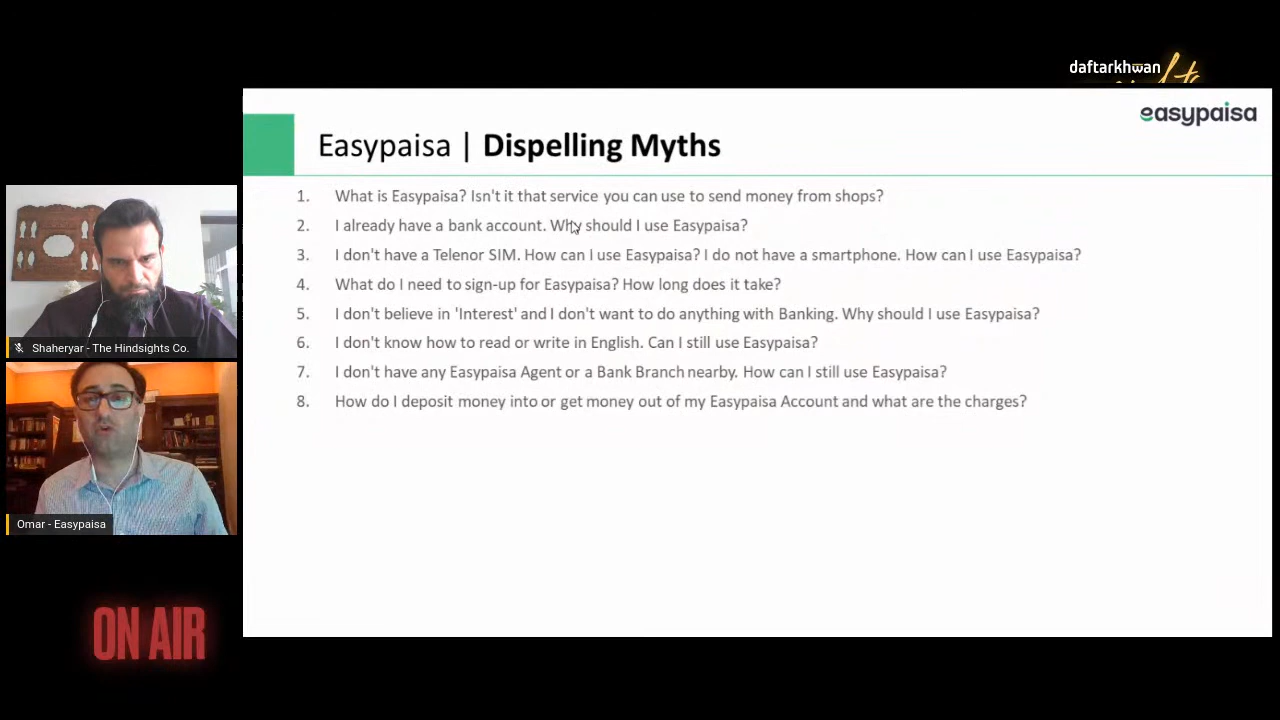 daftarkhwan
easypaisa
Easypaisa | Dispelling Myths
1. What is Easypaisa? Isn't it that service you can use to send money from shops?
2. I already have a bank account. Why should I use Easypaisa?
3. I don't have a Telenor SIM. How can I use Easypaisa? I do not have a smartphone. How can I use Easypaisa?
4. What do I need to sign-up for Easypaisa? How long does it take?
5. I don't believe in 'Interest' and I don't want to do anything with Banking. Why should I use Easypaisa?
6. I don't know how to read or write in English. Can I still use Easypaisa?
7. I don't have any Easypaisa Agent or a Bank Branch nearby. How can I still use Easypaisa?
8. How do I deposit money into or get money out of my Easypaisa Account and what are the charges?
Shaheryar - The Hindsights Co.
Omar - Easypaisa
ON AIR